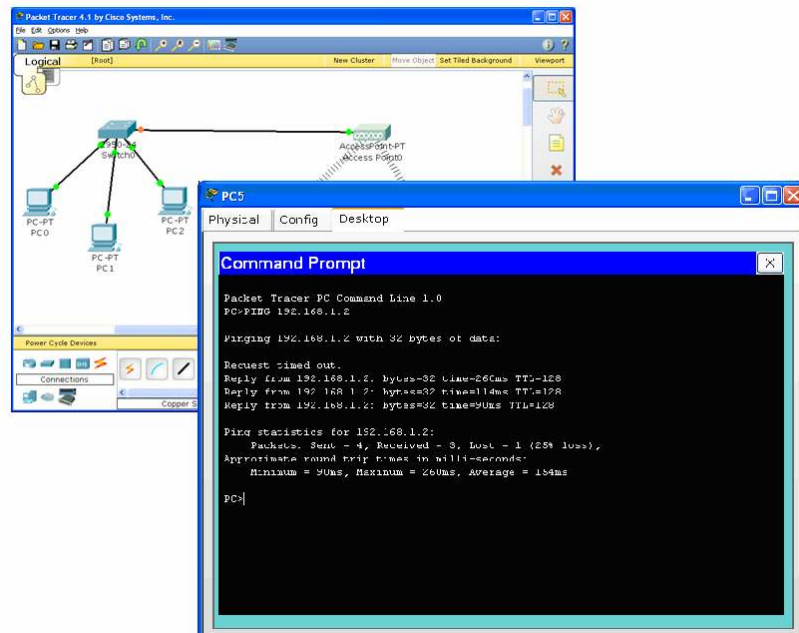 Packet Tracer 4.1 by Cisco Systems, Inc.
File Edit Options Help
Logical [Root] New Cluster Move Object Set Tiled Background Viewport
2950-24
Switch0
AccessPoint-PT
Access Point0
PC-PT
PC0
PC-PT
PC1
PC-PT
PC2
Power Cycle Devices
Connections
Copper S
PC5
Physical Config Desktop
Command Prompt
Packet Tracer PC Command Line 1.0
PC>PING 192.168.1.2
Pinging 192.168.1.2 with 32 bytes of data:
Request timed out.
Reply from 192.168.1.2: bytes=32 time=260ms TTL=128
Reply from 192.168.1.2: bytes=32 time=114ms TTL=128
Reply from 192.168.1.2: bytes=32 time=90ms TTL=128
Ping statistics for 192.168.1.2:
Packets: Sent = 4, Received = 3, Lost = 1 (25% loss),
Approximate round trip times in milli-seconds:
Minimum = 90ms, Maximum = 260ms, Average = 154ms
PC>